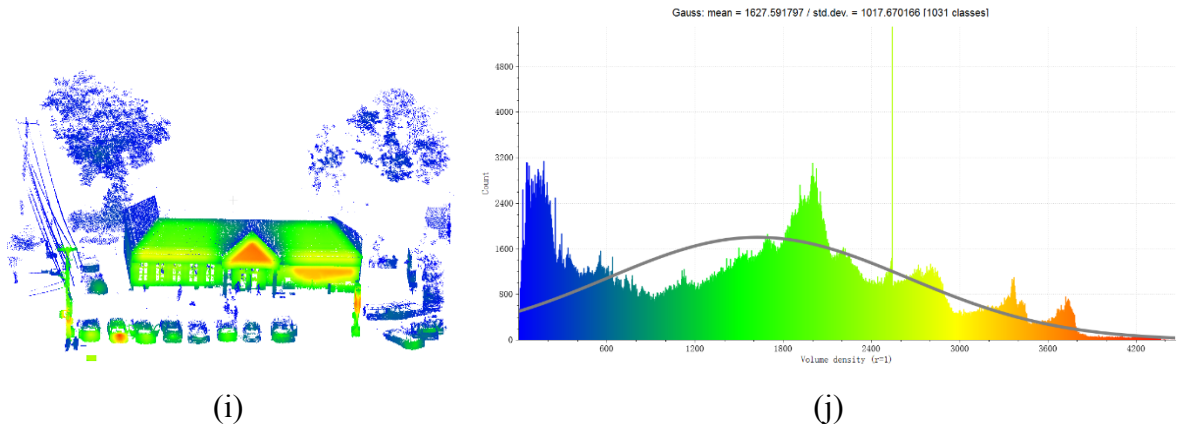 Gauss: mean = 1627.591797 / std.dev. = 1017.670166 [1031 classes]
4800
4000
3200
2400
1600
800
0
Count
600
1200
1800
2400
3000
3600
4200
Volume density (r=1)
(i)
(j)